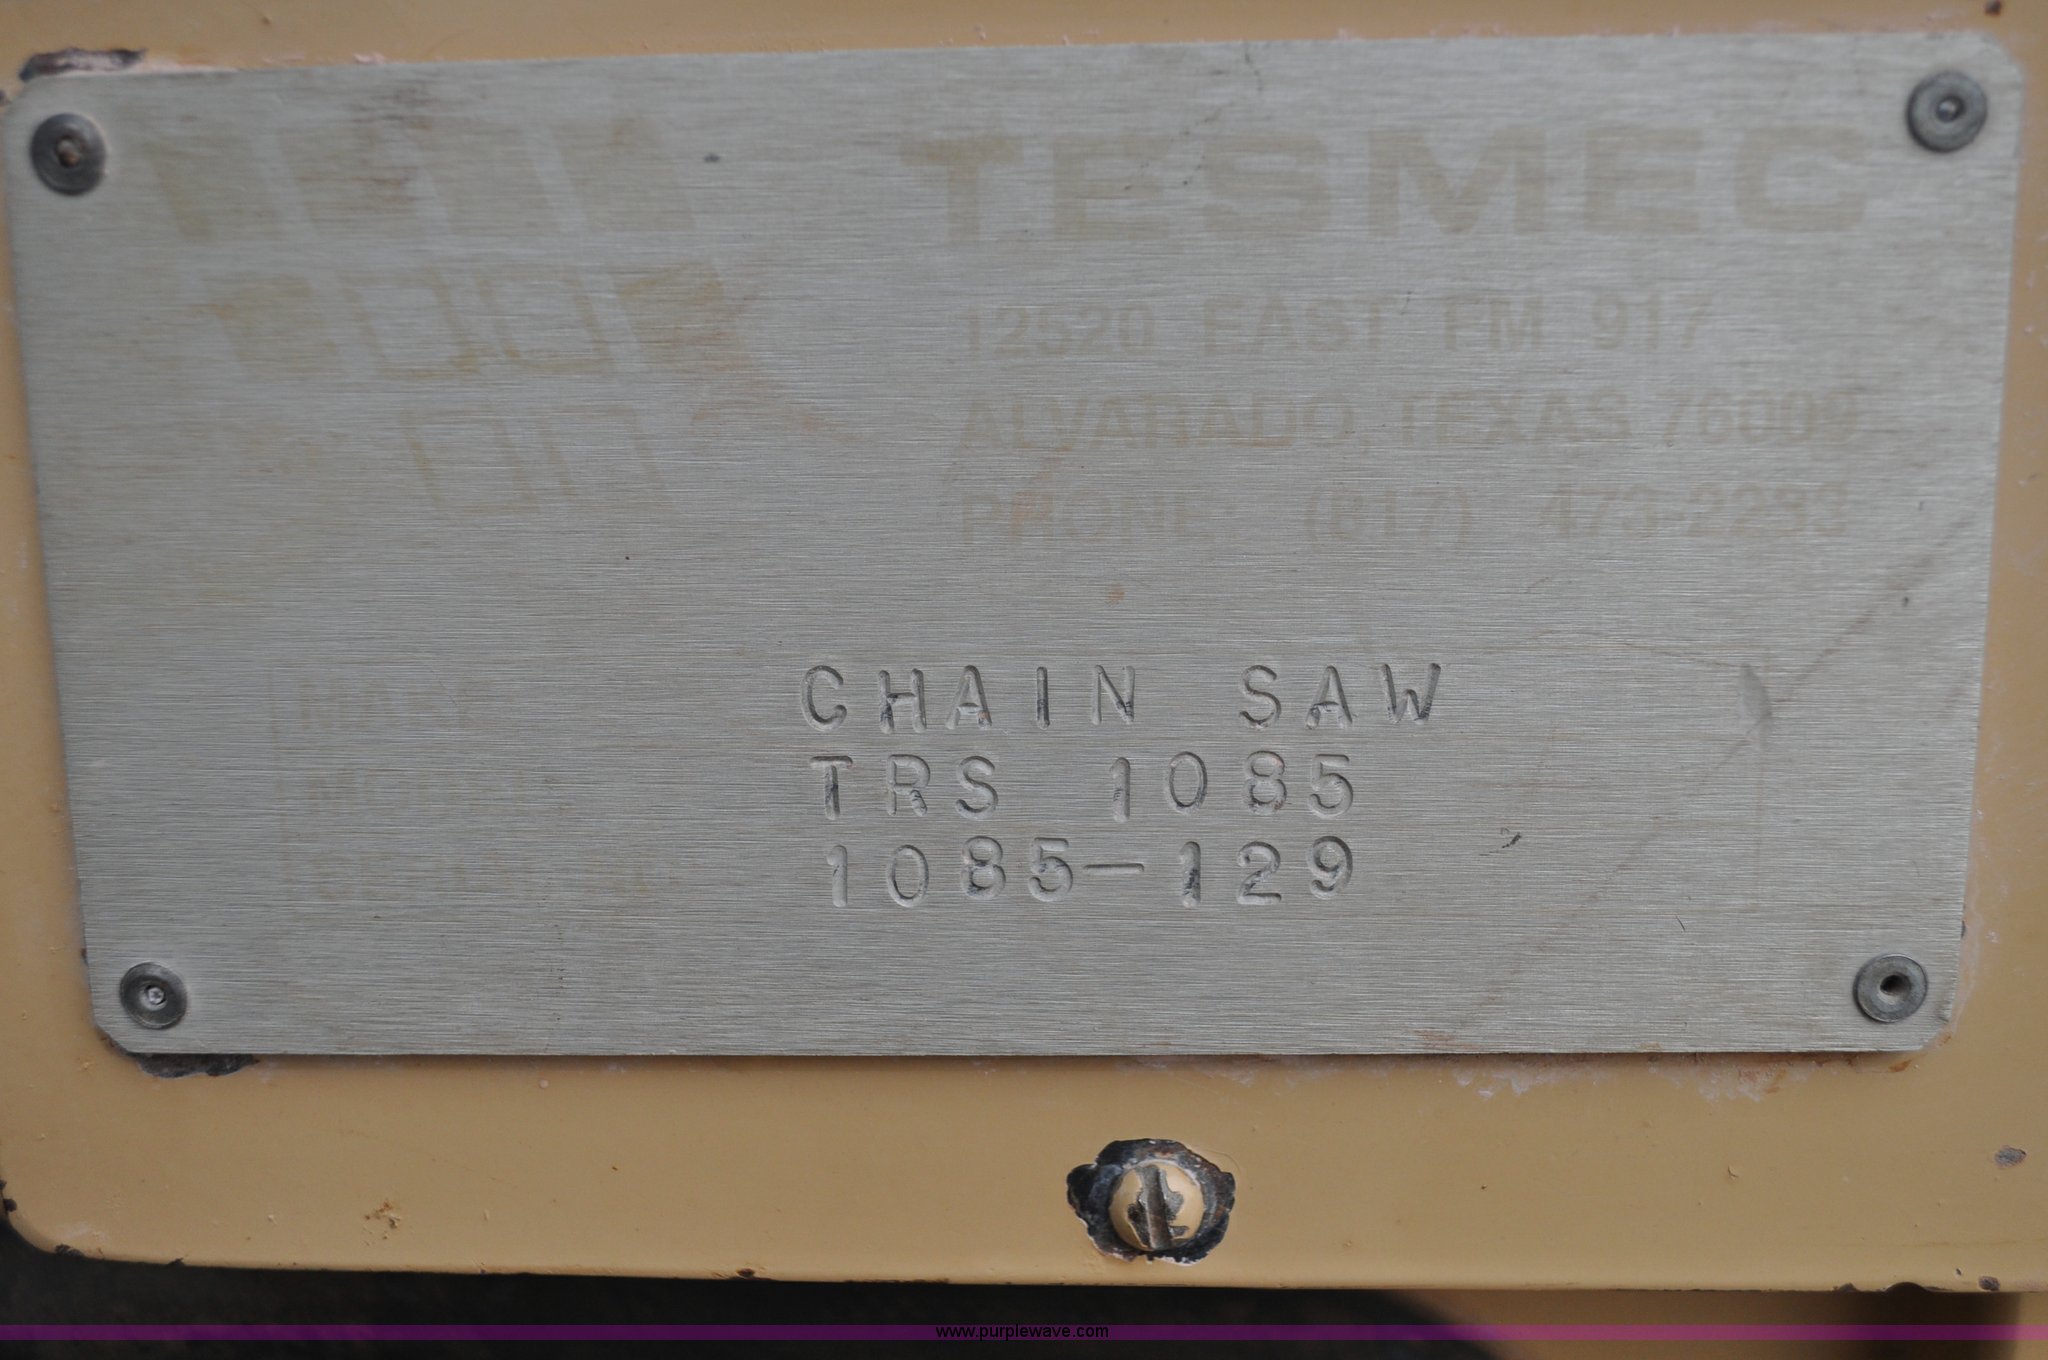 TESMEC
12520 EAST FM 917
ALVARADO, TEXAS 76009
PHONE (817) 473-2233
CHAIN SAW
MODEL TRS 1085
1085-129
www.purplewave.com